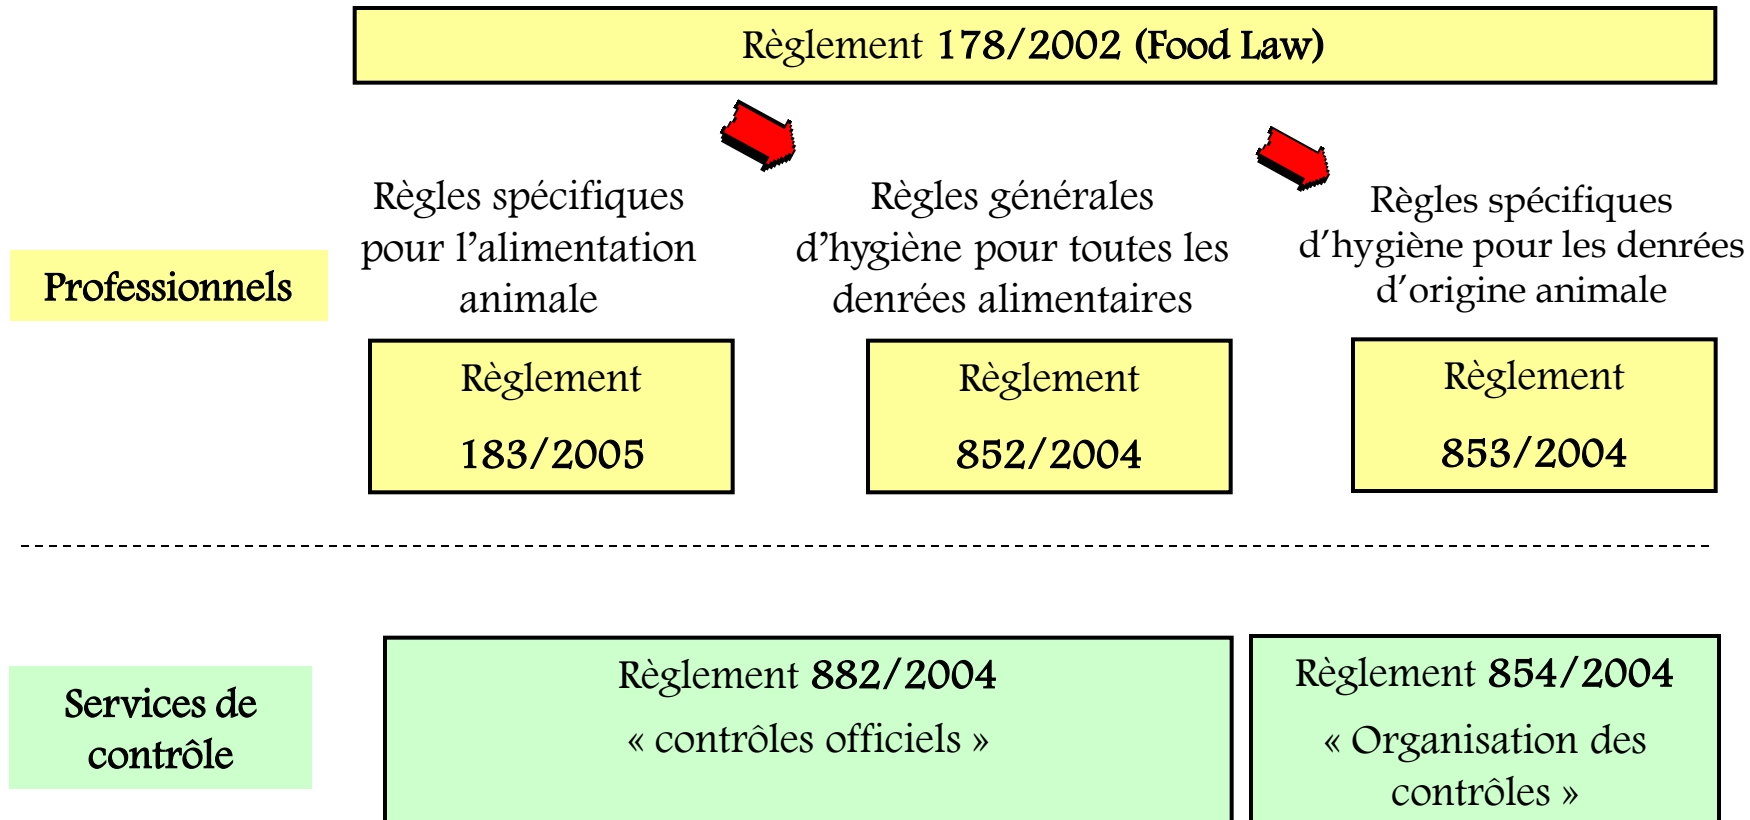 Règlement 178/2002 (Food Law)
Règles spécifiques
pour l’alimentation
animale
Règles générales
d’hygiène pour toutes les
denrées alimentaires
Règles spécifiques
d’hygiène pour les denrées
d’origine animale
Professionnels
Règlement
183/2005
Règlement
852/2004
Règlement
853/2004
Services de
contrôle
Règlement 882/2004
« contrôles officiels »
Règlement 854/2004
« Organisation des
contrôles »